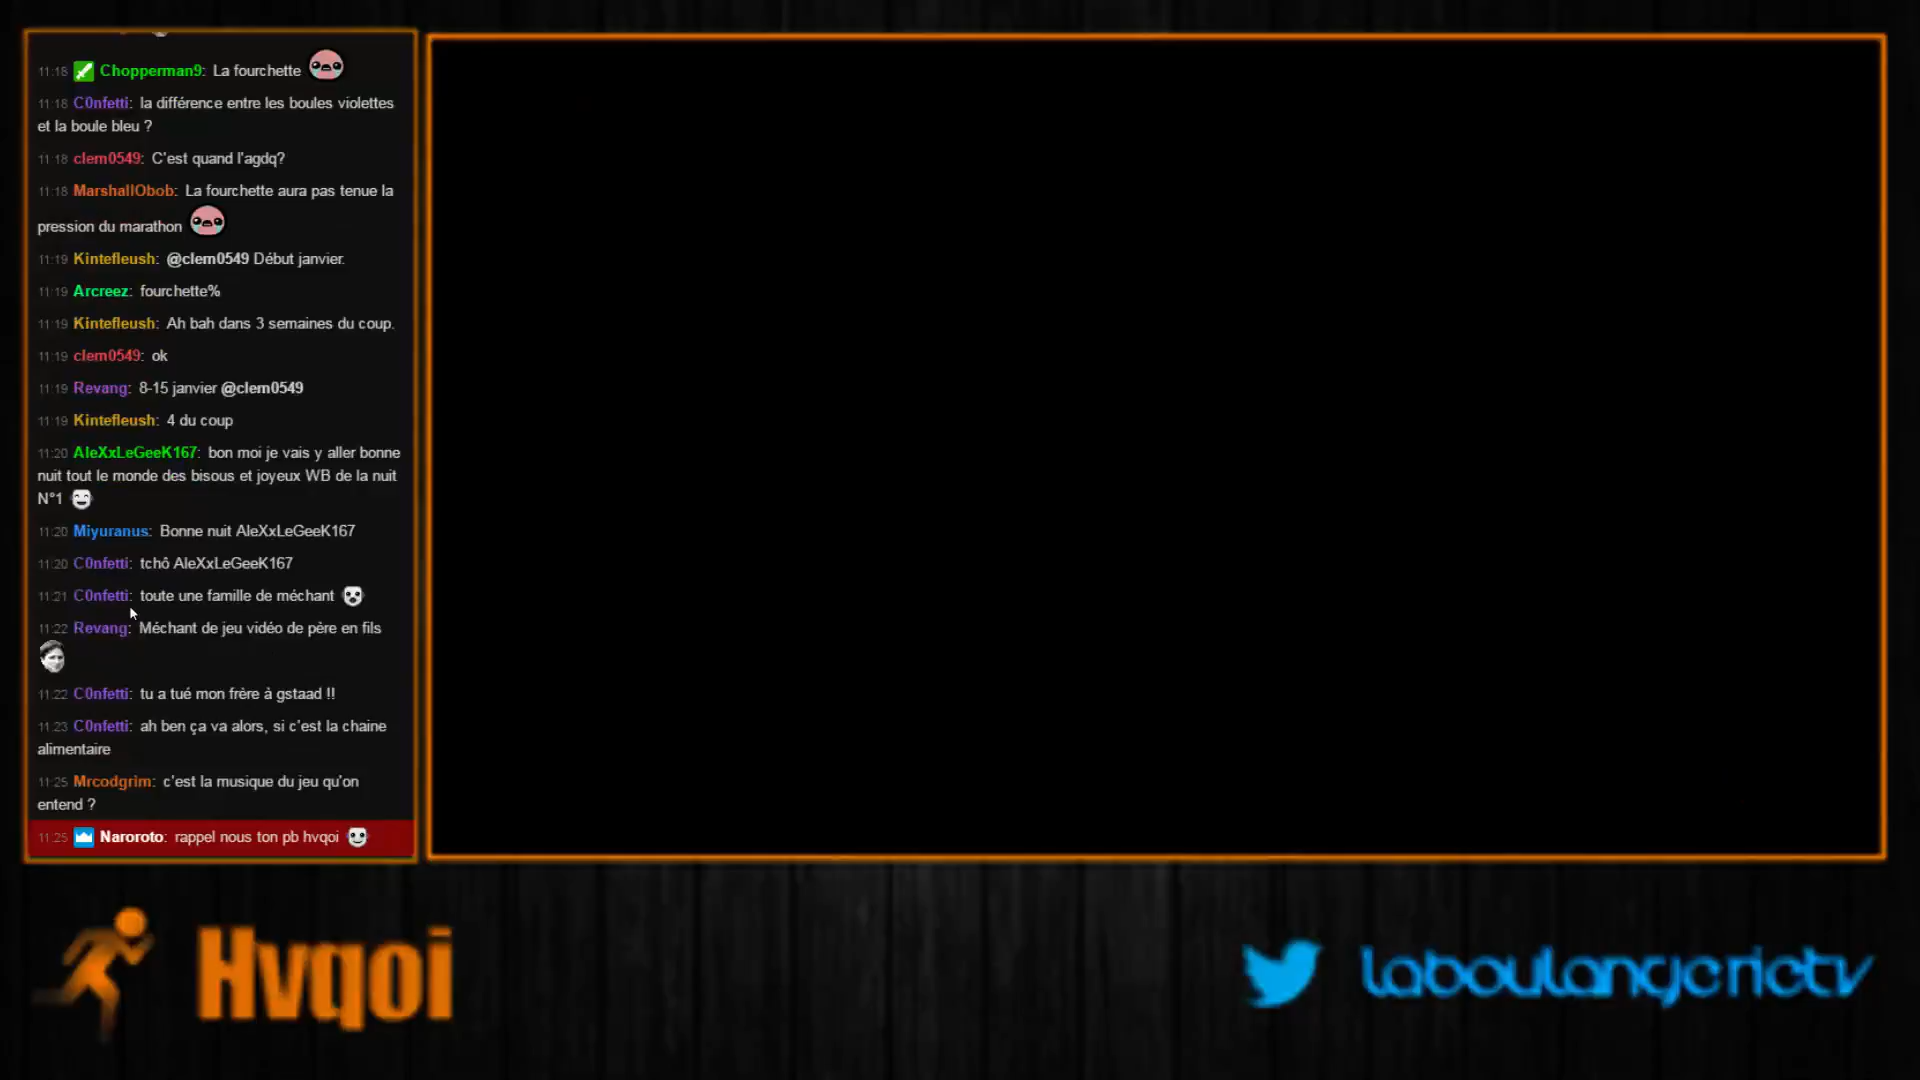 11:18 Chopperman9: La fourchette
11:18 C0nfetti: la différence entre les boules violettes
et la boule bleu ?
11:18 clem0549: C'est quand l'agdq?
11:18 MarshallObob: La fourchette aura pas tenue la
pression du marathon
11:19 Kintefleush: @clem0549 Début janvier.
11:19 Arcreez: fourchette%
11:19 Kintefleush: Ah bah dans 3 semaines du coup.
11:19 clem0549: ok
11:19 Revang: 8-15 janvier @clem0549
11:19 Kintefleush: 4 du coup
11:20 AleXxLeGeeK167: bon moi je vais y aller bonne
nuit tout le monde des bisous et joyeux WB de la nuit
N°1
11:20 Miyuranus: Bonne nuit AleXxLeGeeK167
11:20 C0nfetti: tchô AleXxLeGeeK167
11:21 C0nfetti: toute une famille de méchant
11:22 Revang: Méchant de jeu vidéo de père en fils
11:22 C0nfetti: tu a tué mon frère à gstaad !!
11:23 C0nfetti: ah ben ça va alors, si c'est la chaine
alimentaire
11:25 Mrcodgrim: c'est la musique du jeu qu'on
entend ?
11:25 Naroroto: rappel nous ton pb hvqoi
Hvqoi
laboulangerietv